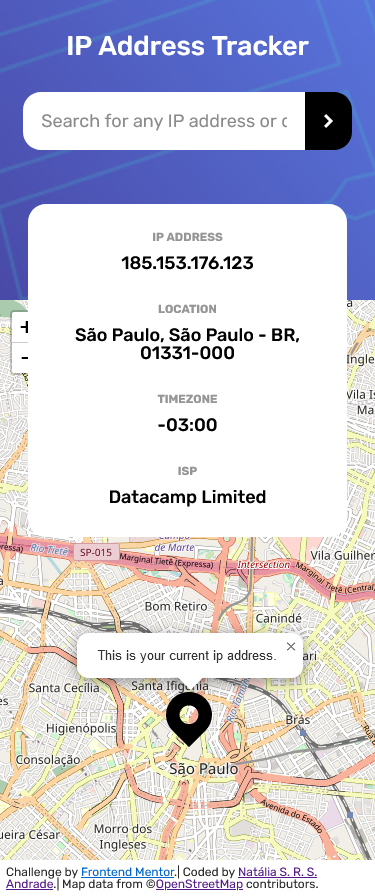 IP Address Tracker
Search for any IP address or
IP ADDRESS
185.153.176.123
LOCATION
São Paulo, São Paulo - BR,
01331-000
TIMEZONE
-03:00
ISP
Datacamp Limited
+
-
Rio Tietê
SP-015
de Marte
Marginal Tietê (Expressa)
Intersection
Marginal Tietê (Central)
Vila Guilher
Bom Retiro
Canindé
This is your current ip address.
×
Santa Cecília
Santa Ifigênia
Higienópolis
Brás
Consolação
São Paulo
Avenida do Estado
ueira César
Morro dos
Ingleses
Challenge by Frontend Mentor.| Coded by Natália S. R. S.
Andrade.| Map data from ©OpenStreetMap contributors.